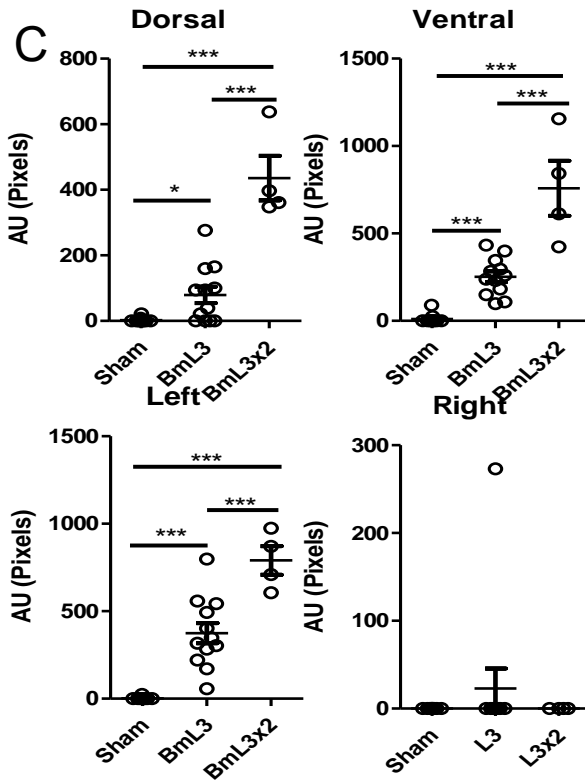 C
Dorsal
AU (Pixels)
800
600
400
200
0
***
***
*
Sham
BmL3
BmL3x2
Ventral
AU (Pixels)
1500
1000
500
0
***
***
***
Sham
BmL3
BmL3x2
Left
AU (Pixels)
1500
1000
500
0
***
***
***
Sham
BmL3
BmL3x2
Right
AU (Pixels)
300
200
100
0
Sham
L3
L3x2